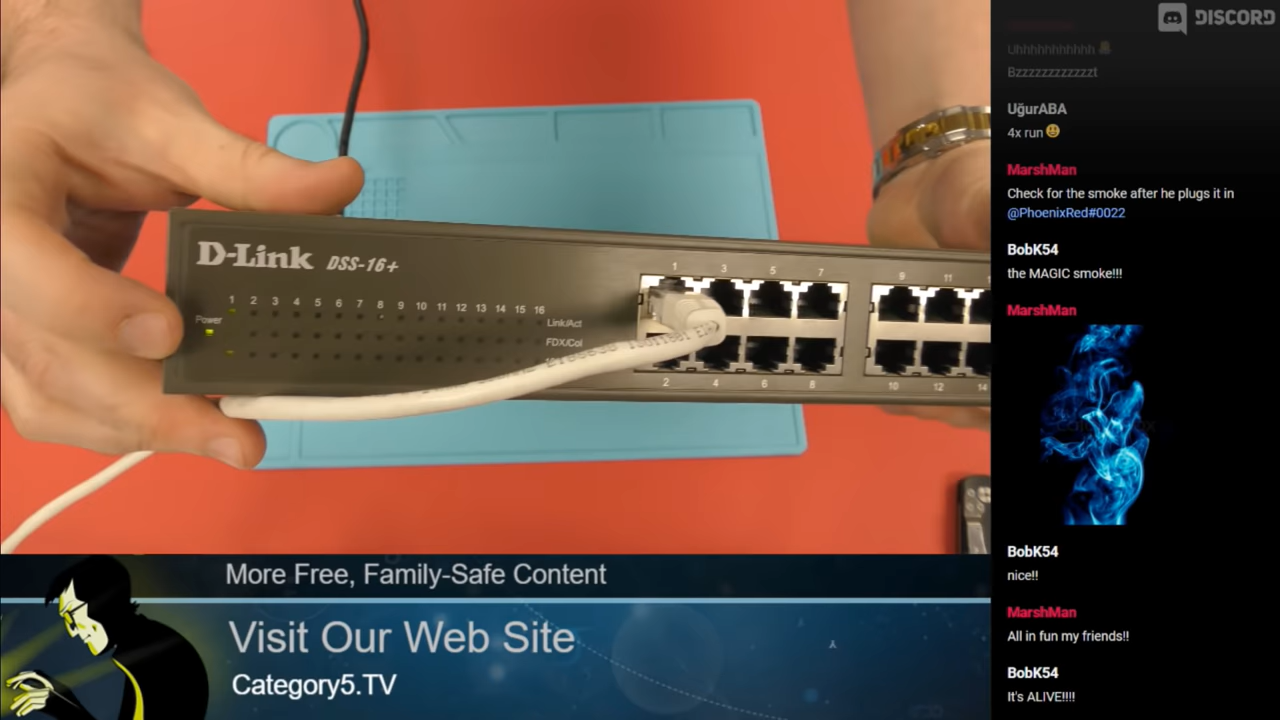 D-Link DSS-16+
1 2 3 4 5 6 7 8 9 10 11 12 13 14 15 16
Power
Link/Act
FDX/Col
1 3 5 7 9 11
2 4 6 8 10 12 14
More Free, Family-Safe Content
Visit Our Web Site
Category5.TV
DISCORD
Uhhhhhhhhhhh
Bzzzzzzzzzzzzt
UğurABA
4x run 😃
MarshMan
Check for the smoke after he plugs it in
@PhoenixRed#0022
BobK54
the MAGIC smoke!!!
MarshMan
BobK54
nice!!
MarshMan
All in fun my friends!!
BobK54
It's ALIVE!!!!